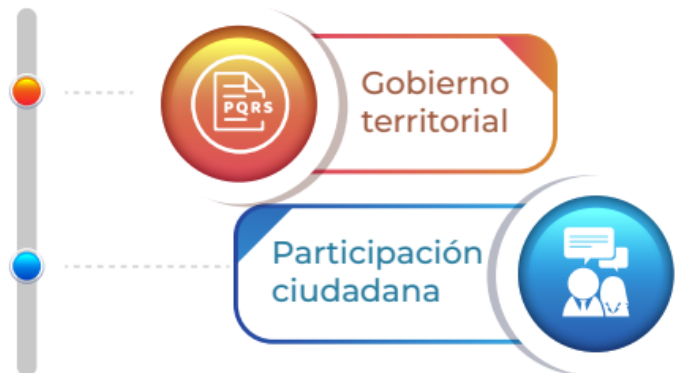 PQRS
Gobierno
territorial
Participación
ciudadana